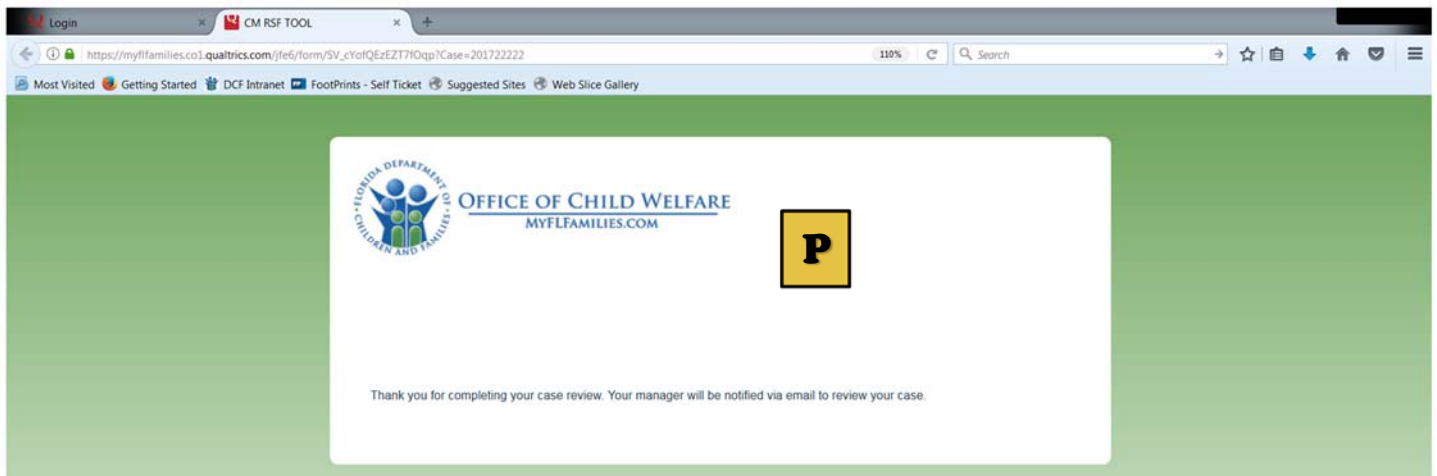 Login
CM RSF TOOL
https://myflfamilies.co1.qualtrics.com/jfe6/form/SV_cYofQEzEZT7fOqp?Case=201722222
110%
Search
Most Visited Getting Started DCF Intranet FootPrints - Self Ticket Suggested Sites Web Slice Gallery
FLORIDA DEPARTMENT OF CHILDREN AND FAMILIES
OFFICE OF CHILD WELFARE
MYFLFAMILIES.COM
P
Thank you for completing your case review. Your manager will be notified via email to review your case.